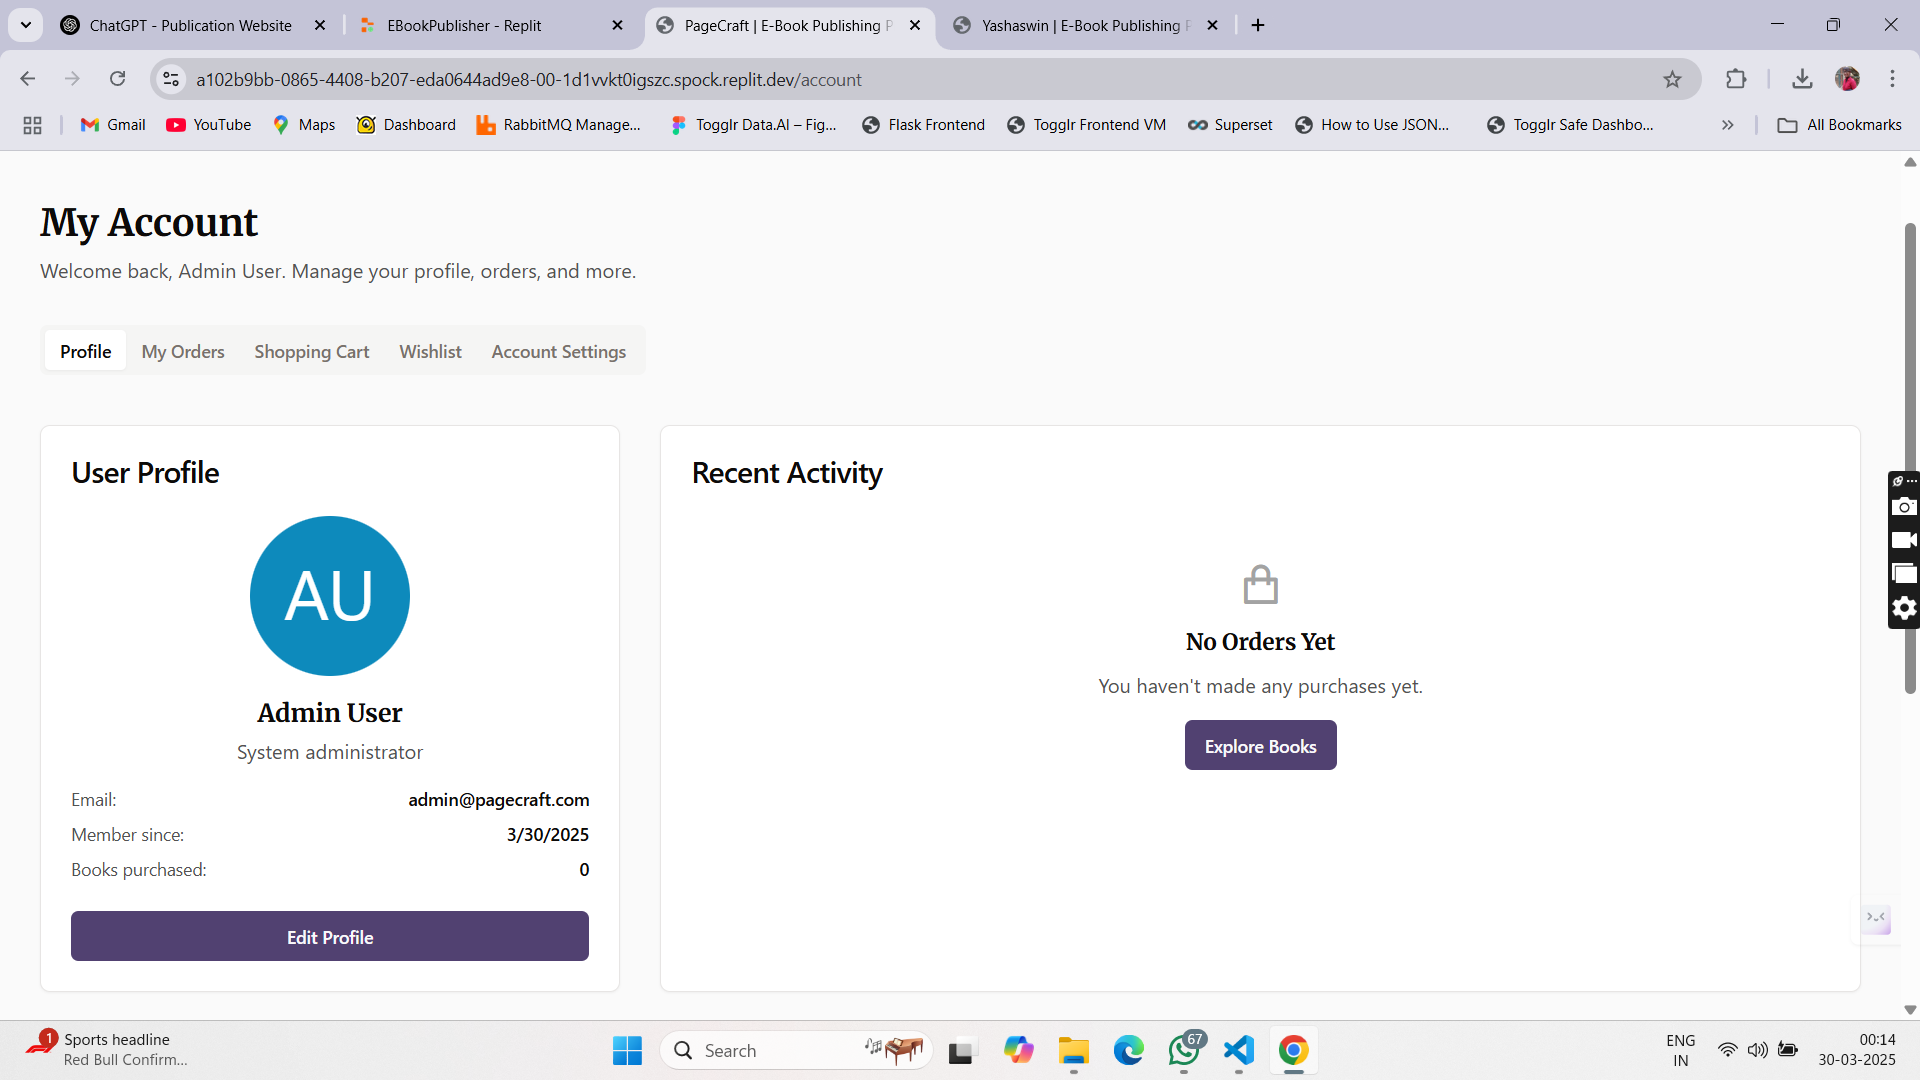 ChatGPT - Publication Website
EBookPublisher - Replit
PageCraft | E-Book Publishing P
Yashaswin | E-Book Publishing P
a102b9bb-0865-4408-b207-eda0644ad9e8-00-1d1vvkt0igszc.spock.replit.dev/account
Gmail
YouTube
Maps
Dashboard
RabbitMQ Manage...
Togglr Data.AI – Fig...
Flask Frontend
Togglr Frontend VM
Superset
How to Use JSON...
Togglr Safe Dashbo...
All Bookmarks
My Account
Welcome back, Admin User. Manage your profile, orders, and more.
Profile
My Orders
Shopping Cart
Wishlist
Account Settings
User Profile
AU
Admin User
System administrator
Email: admin@pagecraft.com
Member since: 3/30/2025
Books purchased: 0
Edit Profile
Recent Activity
No Orders Yet
You haven't made any purchases yet.
Explore Books
1
Sports headline
Red Bull Confirm...
Search
67
ENG
IN
00:14
30-03-2025